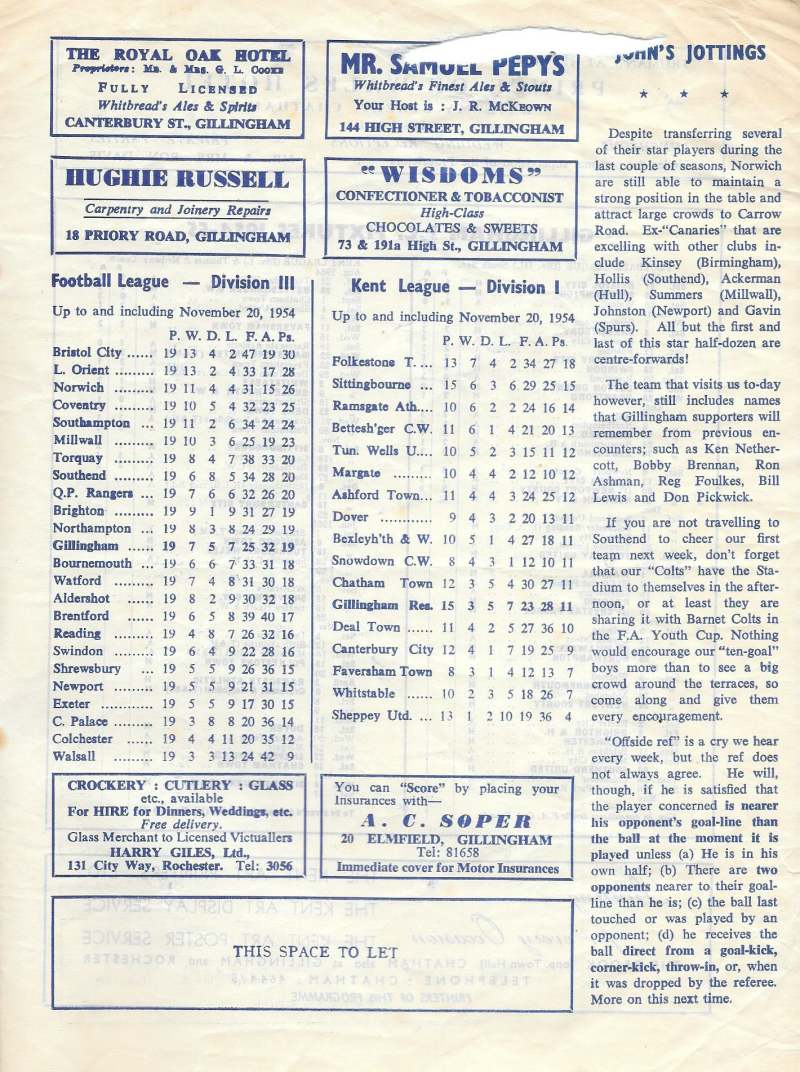 THE ROYAL OAK HOTEL
Proprietors: Mr. & Mrs. G. L. Cooke
FULLY LICENSED
Whitbread's Ales & Spirits
CANTERBURY ST., GILLINGHAM
MR. SAMUEL PEPYS
Whitbread's Finest Ales & Stouts
Your Host is : J. R. McKEOWN
144 HIGH STREET, GILLINGHAM
HUGHIE RUSSELL
Carpentry and Joinery Repairs
18 PRIORY ROAD, GILLINGHAM
"WISDOMS"
CONFECTIONER & TOBACCONIST
High-Class
CHOCOLATES & SWEETS
73 & 191a High St., GILLINGHAM
Football League — Division III
Up to and including November 20, 1954
P. W. D. L. F. A. Ps.
Bristol City ...... 19 13 4 2 47 19 30
L. Orient ......... 19 13 2 4 33 17 28
Norwich ......... 19 11 4 4 31 15 26
Coventry ......... 19 10 5 4 32 23 25
Southampton ... 19 11 2 6 34 24 24
Millwall ......... 19 10 3 6 25 19 23
Torquay ......... 19 8 4 7 38 33 20
Southend ......... 19 6 8 5 34 28 20
Q.P. Rangers ... 19 7 6 6 32 26 20
Brighton ......... 19 9 1 9 31 27 19
Northampton ... 19 8 3 8 24 29 19
Gillingham ...... 19 7 5 7 25 32 19
Bournemouth ... 19 6 6 7 33 31 18
Watford ......... 19 7 4 8 31 30 18
Aldershot ...... 19 8 2 9 30 32 18
Brentford ...... 19 6 5 8 39 40 17
Reading ......... 19 4 8 7 26 32 16
Swindon ......... 19 6 4 9 22 28 16
Shrewsbury ... 19 5 5 9 26 36 15
Newport ......... 19 5 5 9 21 31 15
Exeter ............ 19 5 5 9 17 30 15
C. Palace ......... 19 3 8 8 20 36 14
Colchester ...... 19 4 4 11 20 35 12
Walsall ......... 19 3 3 13 24 42 9
Kent League — Division I
Up to and including November 20, 1954
P. W. D. L. F. A. Ps.
Folkestone T. ... 13 7 4 2 34 27 18
Sittingbourne ... 15 6 3 6 29 25 15
Ramsgate Ath.... 10 6 2 2 24 16 14
Bettesh'ger C.W. 11 6 1 4 21 20 13
Tun. Wells U.... 10 5 2 3 15 11 12
Margate ......... 10 4 4 2 12 10 12
Ashford Town... 11 4 4 3 24 25 12
Dover ............ 9 4 3 2 20 13 11
Bexleyh'th & W. 10 5 1 4 27 18 11
Snowdown C.W. 8 4 3 1 12 10 11
Chatham Town 12 3 5 4 30 27 11
Gillingham Res. 15 3 5 7 23 28 11
Deal Town ...... 11 4 2 5 27 36 10
Canterbury City 12 4 1 7 19 25 9
Faversham Town 8 3 1 4 12 13 7
Whitstable ...... 10 2 3 5 18 26 7
Sheppey Utd. ... 13 1 2 10 19 36 4
CROCKERY : CUTLERY : GLASS
etc., available
For HIRE for Dinners, Weddings, etc.
Free delivery.
Glass Merchant to Licensed Victuallers
HARRY GILES, Ltd.,
131 City Way, Rochester. Tel: 3056
You can "Score" by placing your
Insurances with—
A. C. SOPER
20 ELMFIELD, GILLINGHAM
Tel: 81658
Immediate cover for Motor Insurances
THIS SPACE TO LET
JOHN'S JOTTINGS
★ ★ ★
Despite transferring several
of their star players during the
last couple of seasons, Norwich
are still able to maintain a
strong position in the table and
attract large crowds to Carrow
Road. Ex-"Canaries" that are
excelling with other clubs in-
clude Kinsey (Birmingham),
Hollis (Southend), Ackerman
(Hull), Summers (Millwall),
Johnston (Newport) and Gavin
(Spurs). All but the first and
last of this star half-dozen are
centre-forwards!
The team that visits us to-day
however, still includes names
that Gillingham supporters will
remember from previous en-
counters; such as Ken Nether-
cott, Bobby Brennan, Ron
Ashman, Reg Foulkes, Bill
Lewis and Don Pickwick.
If you are not travelling to
Southend to cheer our first
team next week, don't forget
that our "Colts" have the Sta-
dium to themselves in the after-
noon, or at least they are
sharing it with Barnet Colts in
the F.A. Youth Cup. Nothing
would encourage our "ten-goal"
boys more than to see a big
crowd around the terraces, so
come along and give them
every encouragement.
"Offside ref" is a cry we hear
every week, but the ref does
not always agree. He will,
though, if he is satisfied that
the player concerned is nearer
his opponent's goal-line than
the ball at the moment it is
played unless (a) He is in his
own half; (b) There are two
opponents nearer to their goal-
line than he is; (c) the ball last
touched or was played by an
opponent; (d) he receives the
ball direct from a goal-kick,
corner-kick, throw-in, or, when
it was dropped by the referee.
More on this next time.